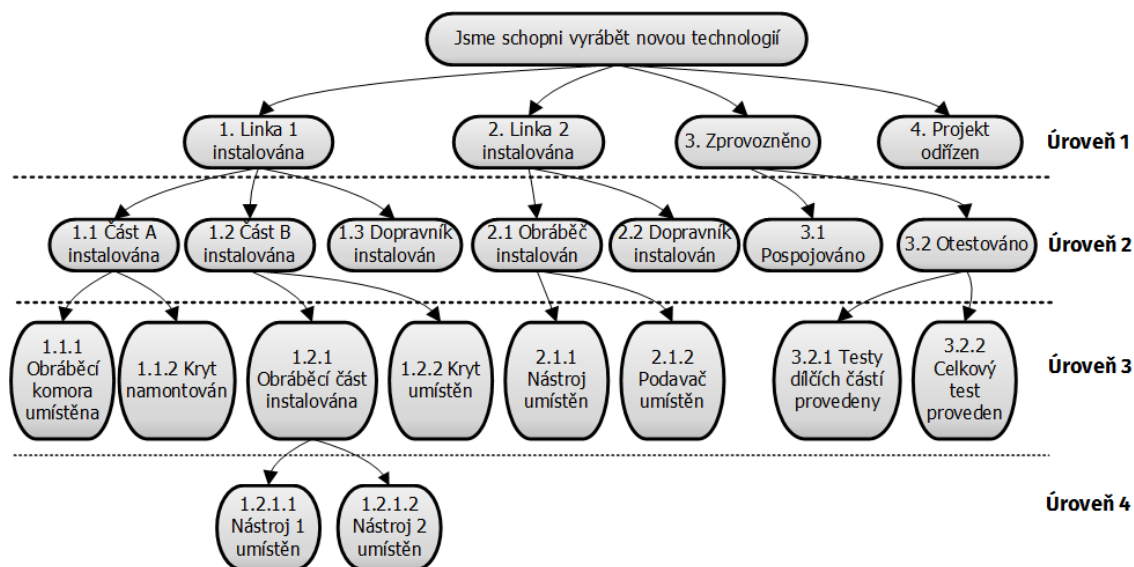 Jsme schopni vyrábět novou technologií
1. Linka 1
instalována
2. Linka 2
instalována
3. Zprovozněno
4. Projekt
odřízen
Úroveň 1
1.1 Část A
instalována
1.2 Část B
instalována
1.3 Dopravník
instalován
2.1 Obráběč
instalován
2.2 Dopravník
instalován
3.1
Pospojováno
3.2 Otestováno
Úroveň 2
1.1.1
Obráběcí
komora
umístěna
1.1.2 Kryt
namontován
1.2.1
Obráběcí část
instalována
1.2.2 Kryt
umístěn
2.1.1
Nástroj
umístěn
2.1.2
Podavač
umístěn
3.2.1 Testy
dílčích částí
provedeny
3.2.2
Celkový
test
proveden
Úroveň 3
1.2.1.1
Nástroj 1
umístěn
1.2.1.2
Nástroj 2
umístěn
Úroveň 4